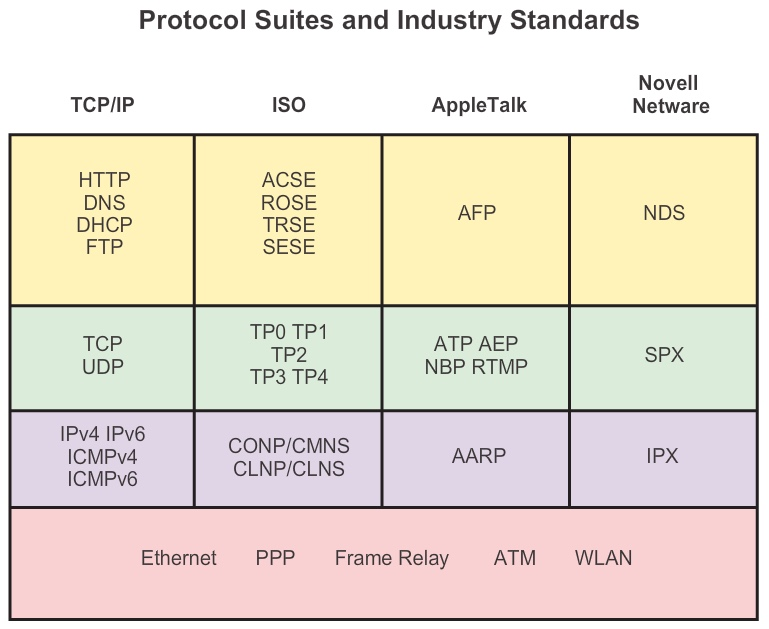 Protocol Suites and Industry Standards
TCP/IP
ISO
AppleTalk
Novell
Netware
HTTP
DNS
DHCP
FTP
ACSE
ROSE
TRSE
SESE
AFP
NDS
TCP
UDP
TP0 TP1
TP2
TP3 TP4
ATP AEP
NBP RTMP
SPX
IPv4 IPv6
ICMPv4
ICMPv6
CONP/CMNS
CLNP/CLNS
AARP
IPX
Ethernet PPP Frame Relay ATM WLAN